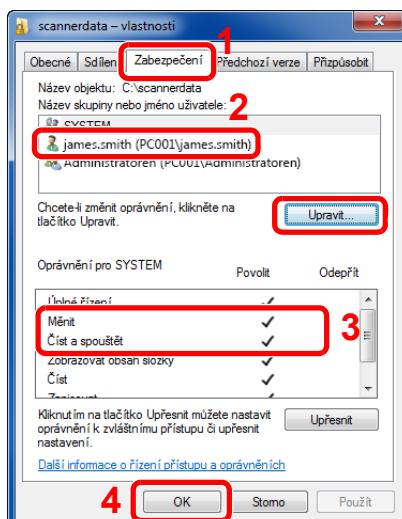 scannerdata – vlastnosti
1
Obecné Sdílen Zabezpečení Předchozí verze Přizpůsobit
Název objektu: C:\scannerdata
Název skupiny nebo jméno uživatele:
2
SYSTEM
james.smith (PC001\james.smith)
Administratoren (PC001\Administratoren)
Chcete-li změnit oprávnění, klikněte na
tlačítko Upravit.
Upravit...
Oprávnění pro SYSTEM Povolit Odepřít
Úplné řízení
Měnit
3
Číst a spouštět
Zobrazovat obsah složky
Číst
Zapisovat
Kliknutím na tlačítko Upřesnit můžete nastavit
oprávnění k zvláštnímu přístupu či upřesnit
nastavení.
Upřesnit
Další informace o řízení přístupu a oprávněních
4
OK Storno Použít